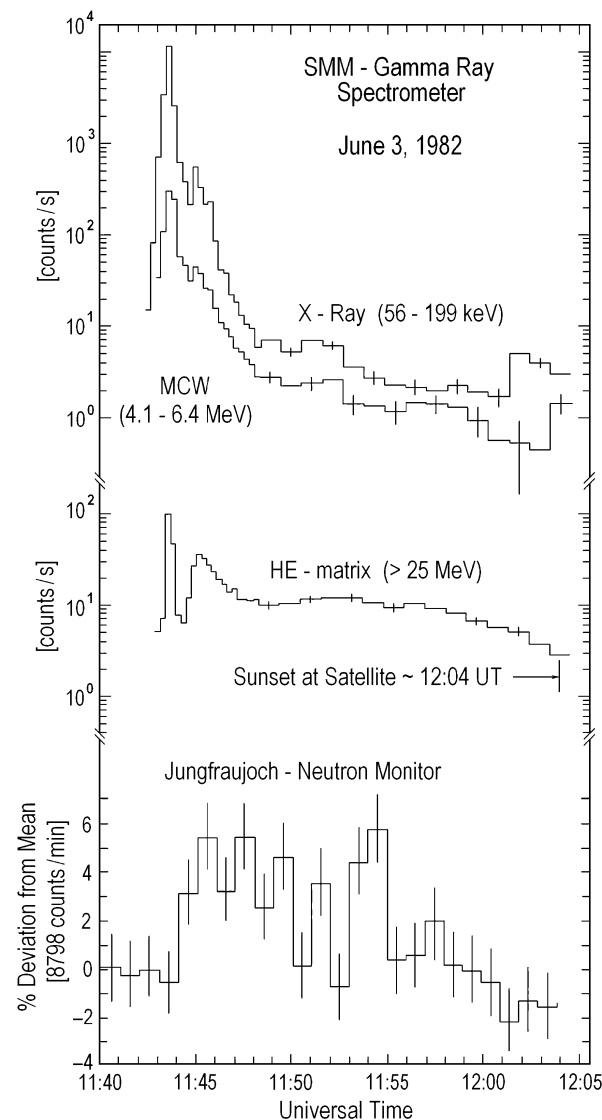 SMM - Gamma Ray
Spectrometer
June 3, 1982
[counts/s]
10⁴
10³
10²
10¹
10⁰
X - Ray (56 - 199 keV)
MCW
(4.1 - 6.4 MeV)
[counts/s]
10²
10¹
10⁰
HE - matrix (> 25 MeV)
Sunset at Satellite ~ 12:04 UT
Jungfraujoch - Neutron Monitor
% Deviation from Mean
[8798 counts/min]
6
4
2
0
-2
-4
11:40 11:45 11:50 11:55 12:00 12:05
Universal Time